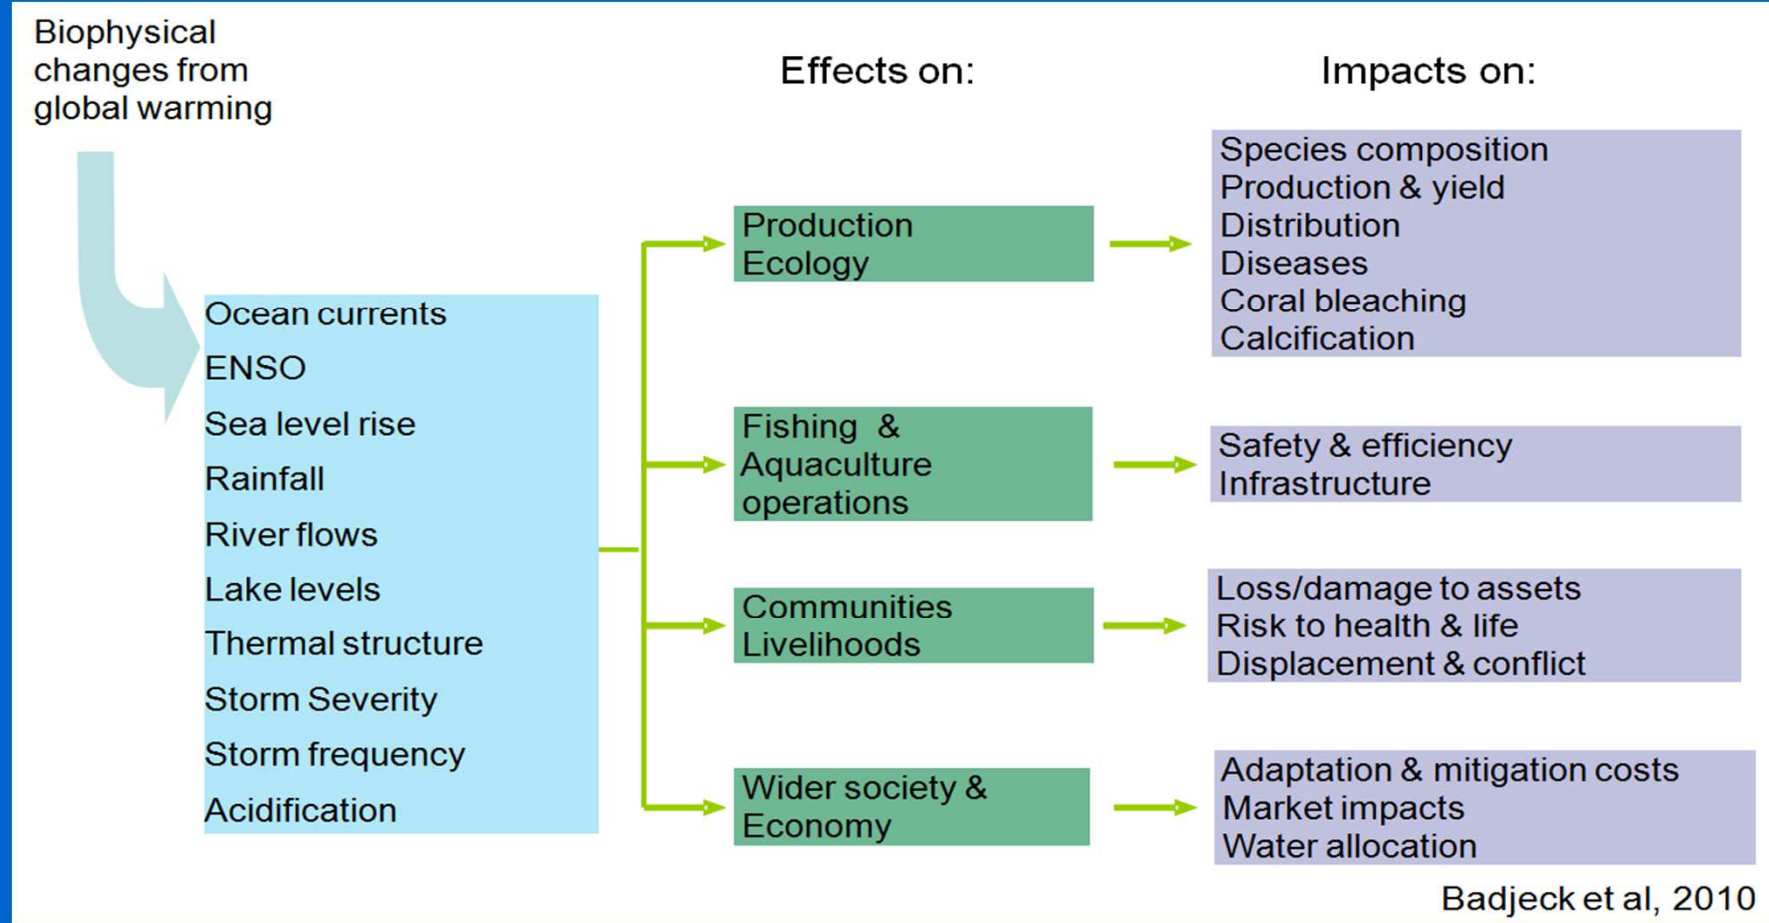 Biophysical
changes from
global warming
Effects on:
Impacts on:
Ocean currents
ENSO
Sea level rise
Rainfall
River flows
Lake levels
Thermal structure
Storm Severity
Storm frequency
Acidification
Production
Ecology
Species composition
Production & yield
Distribution
Diseases
Coral bleaching
Calcification
Fishing &
Aquaculture
operations
Safety & efficiency
Infrastructure
Communities
Livelihoods
Loss/damage to assets
Risk to health & life
Displacement & conflict
Wider society &
Economy
Adaptation & mitigation costs
Market impacts
Water allocation
Badjeck et al, 2010